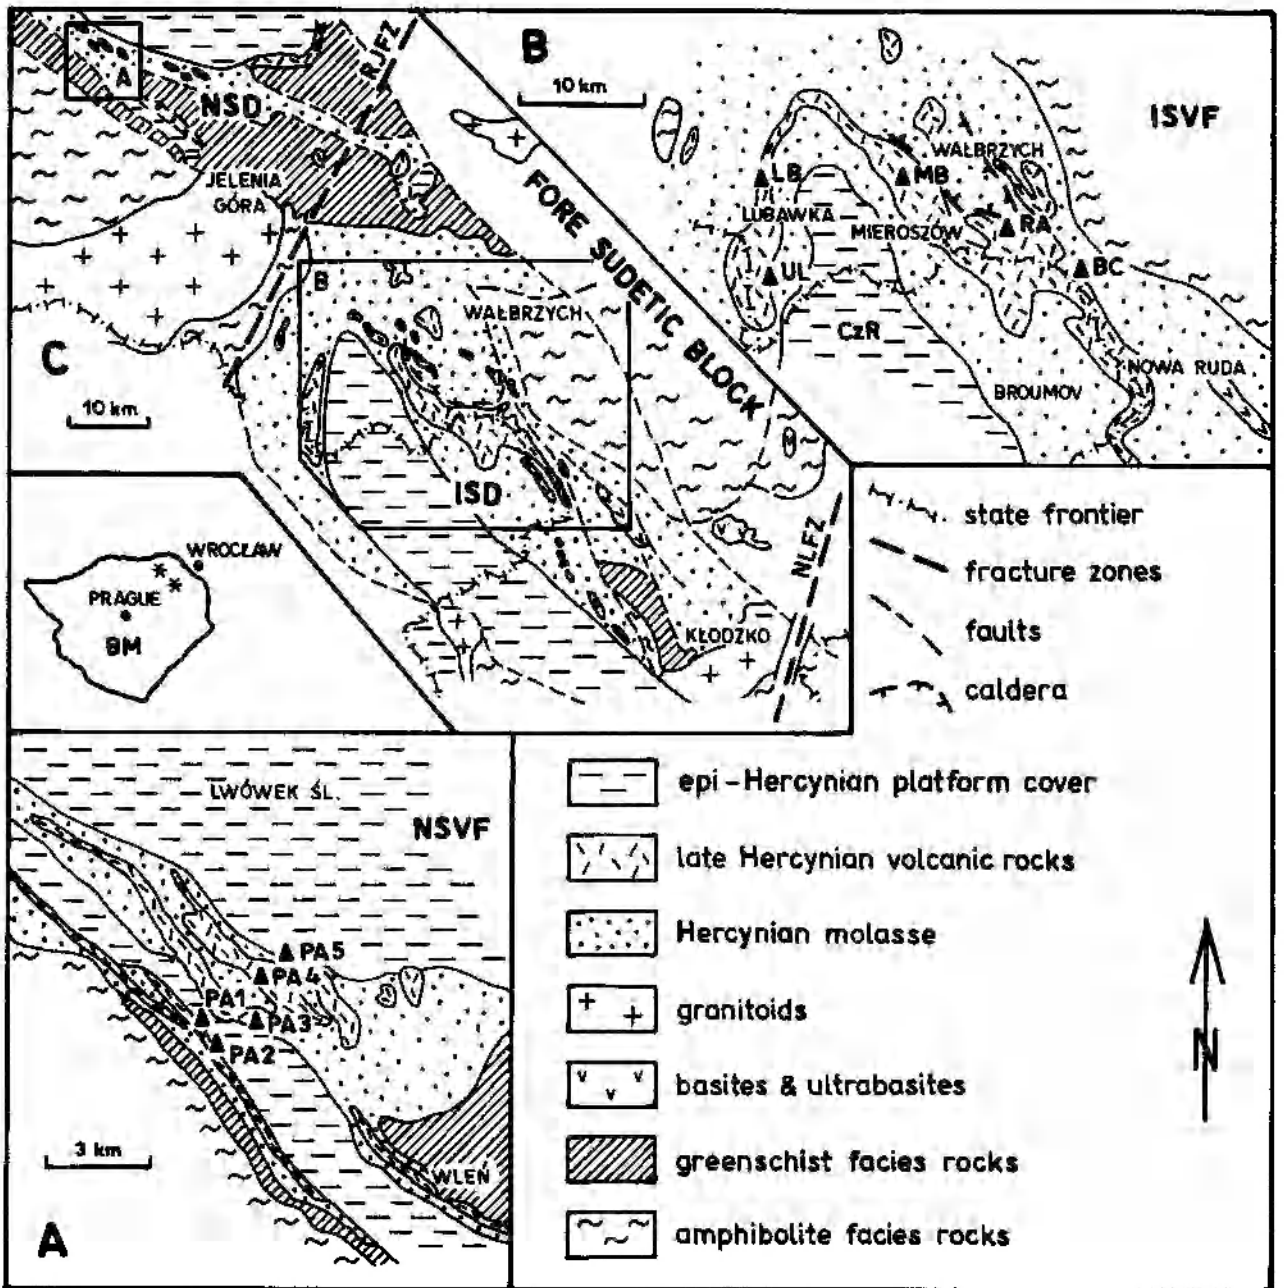 A
NSD
RJFZ
JELENIA
GÓRA
C
10 km
B
WAŁBRZYCH
ISD
KŁODZKO
NLFZ
FORE SUDETIC BLOCK
B
10 km
ISVF
WAŁBRZYCH
LB
MB
LUBAWKA
MIEROSZÓW
RA
UL
BC
CzR
NOWA RUDA
BROUMOV
WROCŁAW
PRAGUE
BM
state frontier
fracture zones
faults
caldera
LWÓWEK ŚL.
NSVF
PA5
PA4
PA1
PA3
PA2
3 km
WLEŃ
A
epi-Hercynian platform cover
late Hercynian volcanic rocks
Hercynian molasse
granitoids
basites & ultrabasites
greenschist facies rocks
amphibolite facies rocks
N